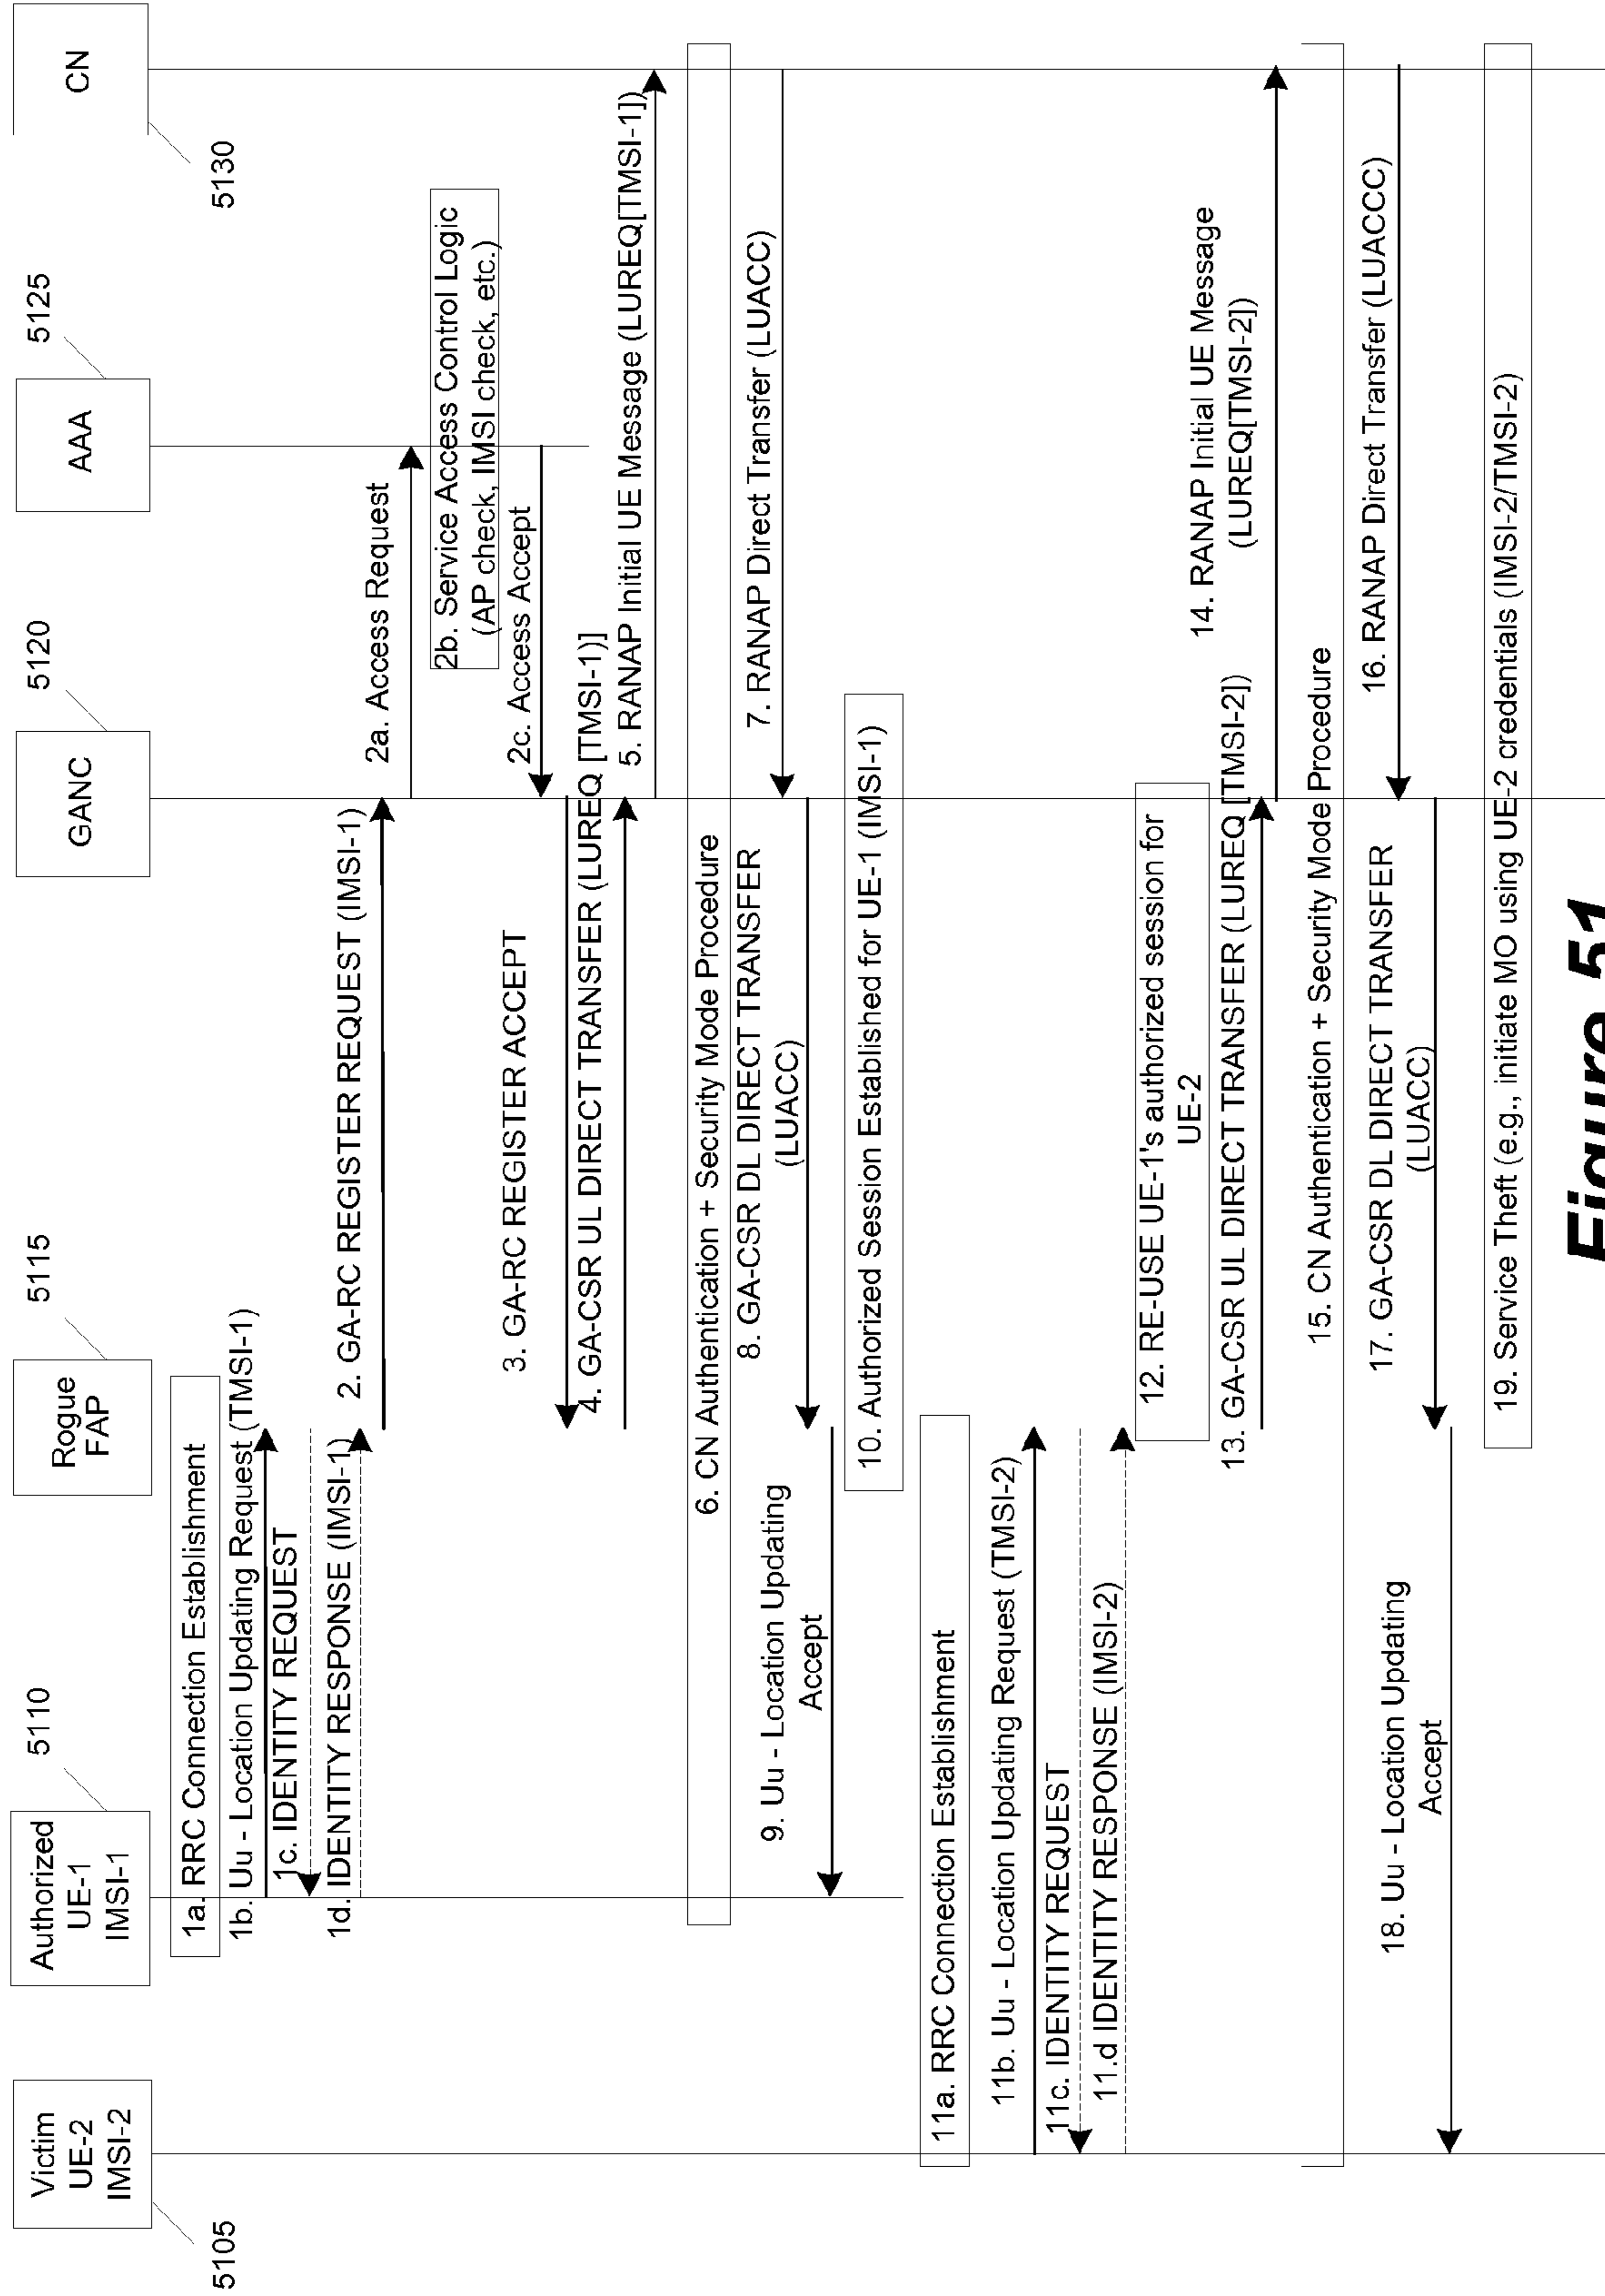 Victim
UE-2
IMSI-2
5105
Authorized
UE-1
IMSI-1
5110
Rogue
FAP
5115
GANC
5120
AAA
5125
CN
5130
1a. RRC Connection Establishment
1b. Uu - Location Updating Request (TMSI-1)
1c. IDENTITY REQUEST
1d. IDENTITY RESPONSE (IMSI-1)
2. GA-RC REGISTER REQUEST (IMSI-1)
2a. Access Request
2b. Service Access Control Logic
(AP check, IMSI check, etc.)
2c. Access Accept
3. GA-RC REGISTER ACCEPT
4. GA-CSR UL DIRECT TRANSFER (LUREQ [TMSI-1)]
5. RANAP Initial UE Message (LUREQ[TMSI-1])
6. CN Authentication + Security Mode Procedure
7. RANAP Direct Transfer (LUACC)
8. GA-CSR DL DIRECT TRANSFER
(LUACC)
9. Uu - Location Updating
Accept
10. Authorized Session Established for UE-1 (IMSI-1)
11a. RRC Connection Establishment
11b. Uu - Location Updating Request (TMSI-2)
11c. IDENTITY REQUEST
11.d IDENTITY RESPONSE (IMSI-2)
12. RE-USE UE-1's authorized session for
UE-2
13. GA-CSR UL DIRECT TRANSFER (LUREQ [TMSI-2])
14. RANAP Initial UE Message
(LUREQ[TMSI-2])
15. CN Authentication + Security Mode Procedure
16. RANAP Direct Transfer (LUACCC)
17. GA-CSR DL DIRECT TRANSFER
(LUACC)
18. Uu - Location Updating
Accept
19. Service Theft (e.g., initiate MO using UE-2 credentials (IMSI-2/TMSI-2)
Figure 51